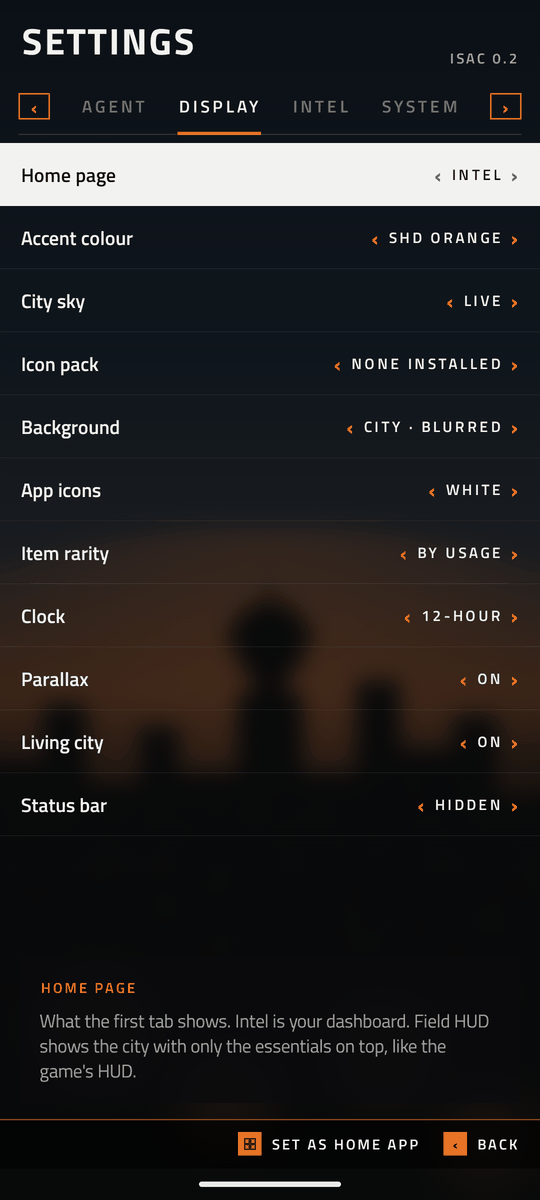 SETTINGS
ISAC 0.2
‹ AGENT DISPLAY INTEL SYSTEM ›
Home page ‹ INTEL ›
Accent colour ‹ SHD ORANGE ›
City sky ‹ LIVE ›
Icon pack ‹ NONE INSTALLED ›
Background ‹ CITY · BLURRED ›
App icons ‹ WHITE ›
Item rarity ‹ BY USAGE ›
Clock ‹ 12-HOUR ›
Parallax ‹ ON ›
Living city ‹ ON ›
Status bar ‹ HIDDEN ›
HOME PAGE
What the first tab shows. Intel is your dashboard. Field HUD
shows the city with only the essentials on top, like the
game's HUD.
SET AS HOME APP ‹ BACK